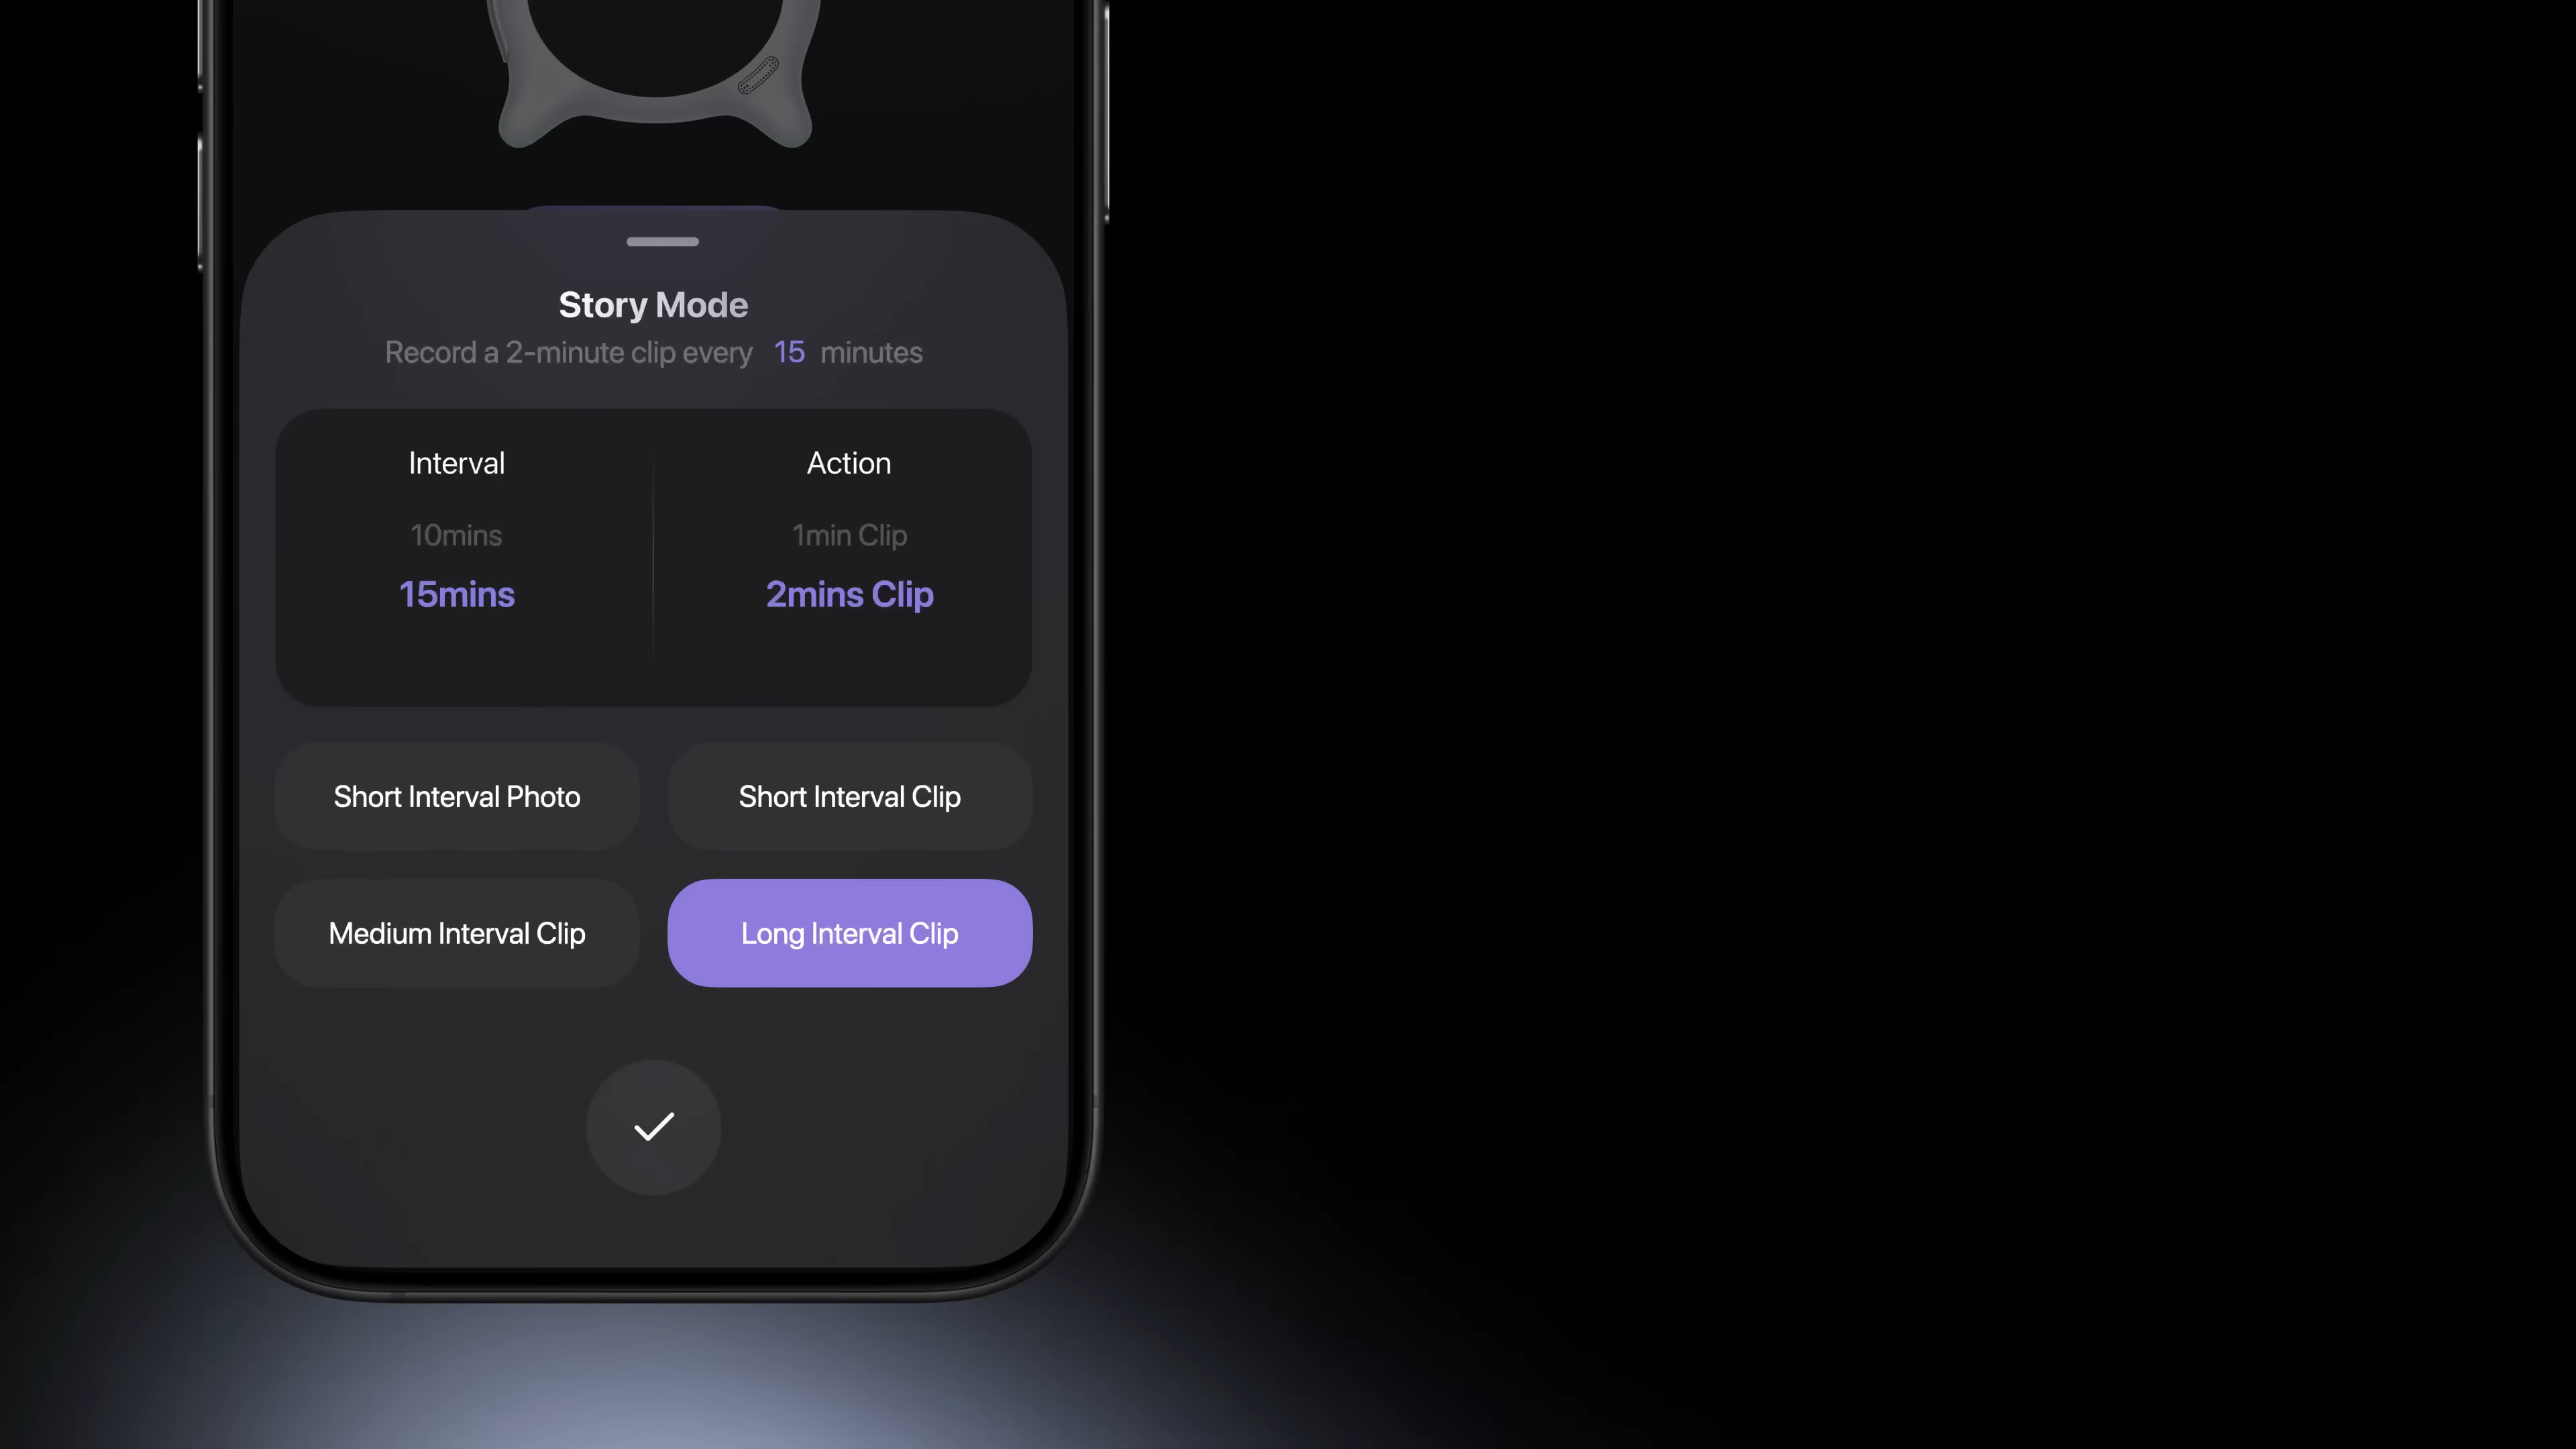 Story Mode
Record a 2-minute clip every 15 minutes
Interval
Action
10mins
1min Clip
15mins
2mins Clip
Short Interval Photo
Short Interval Clip
Medium Interval Clip
Long Interval Clip